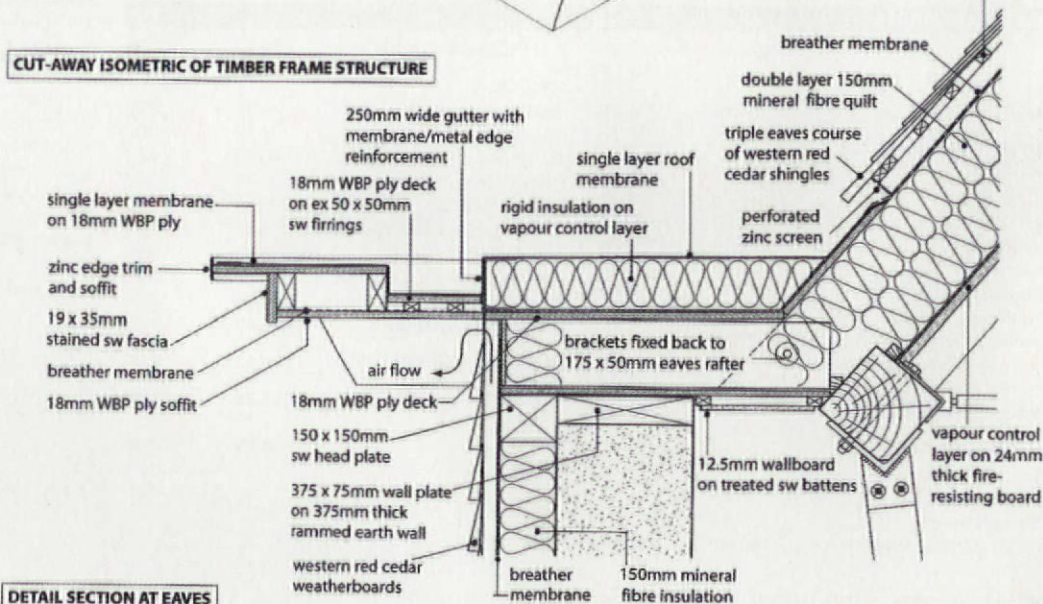 CUT-AWAY ISOMETRIC OF TIMBER FRAME STRUCTURE
breather membrane
double layer 150mm
mineral fibre quilt
triple eaves course
of western red
cedar shingles
perforated
zinc screen
250mm wide gutter with
membrane/metal edge
reinforcement
18mm WBP ply deck
on ex 50 x 50mm
sw firrings
single layer roof
membrane
rigid insulation on
vapour control layer
single layer membrane
on 18mm WBP ply
zinc edge trim
and soffit
19 x 35mm
stained sw fascia
breather membrane
18mm WBP ply soffit
air flow
brackets fixed back to
175 x 50mm eaves rafter
18mm WBP ply deck
150 x 150mm
sw head plate
375 x 75mm wall plate
on 375mm thick
rammed earth wall
western red cedar
weatherboards
breather
membrane
150mm mineral
fibre insulation
12.5mm wallboard
on treated sw battens
vapour control
layer on 24mm
thick fire-
resisting board
DETAIL SECTION AT EAVES